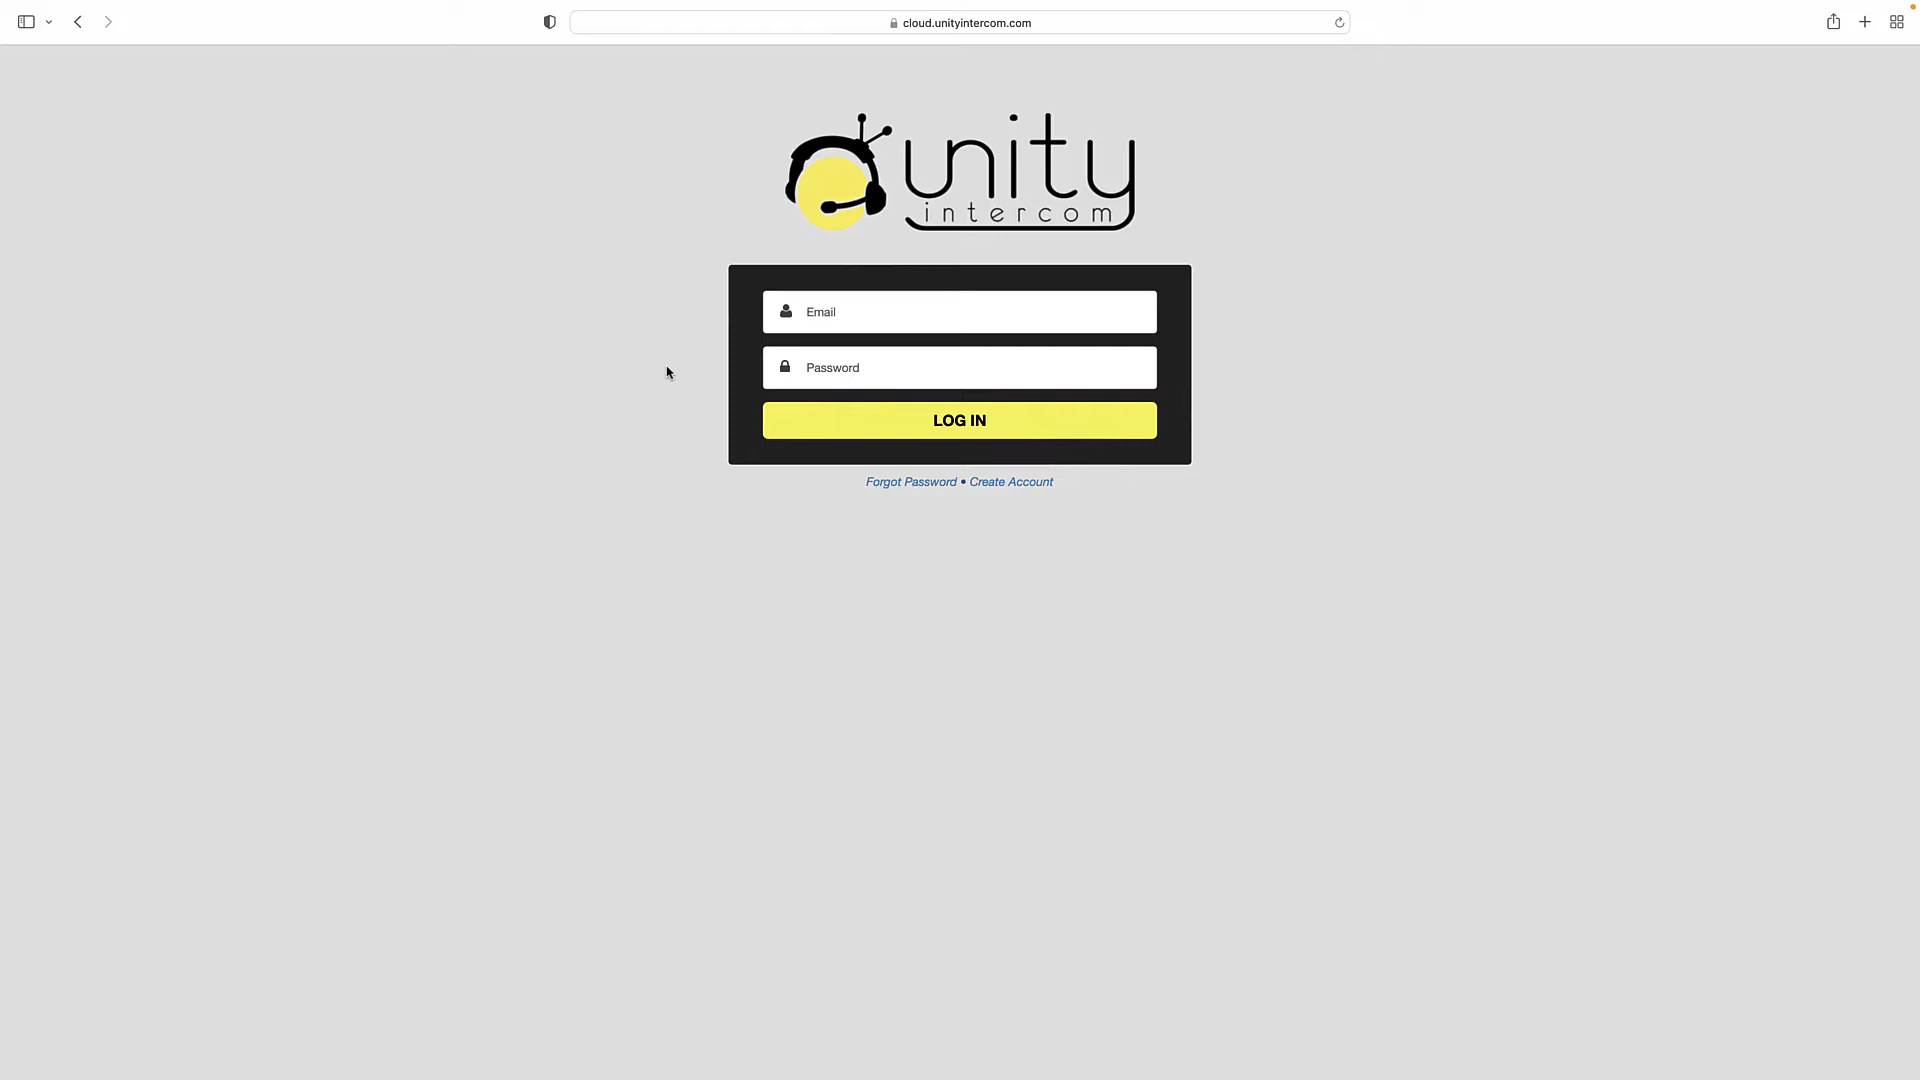 cloud.unityintercom.com
unity
intercom
Email
Password
LOG IN
Forgot Password • Create Account